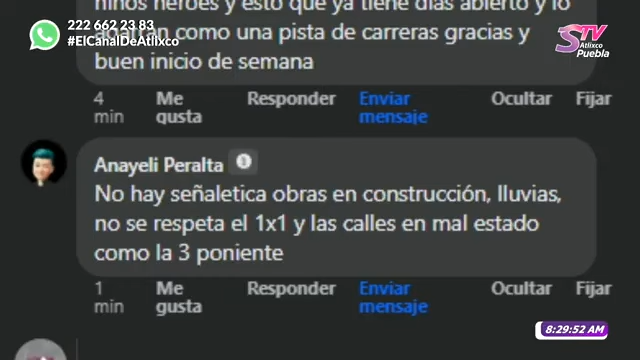 niños héroes y esto que ya tiene días abierto y lo
222 662 23 83
#ElCanalDeAtlixco
como una pista de carreras gracias y
buen inicio de semana
STV
Atlixco
Puebla
4 min
Me gusta
Responder
Enviar mensaje
Ocultar
Fijar
Anayeli Peralta
No hay señaletica obras en construcción, lluvias,
no se respeta el 1x1 y las calles en mal estado
como la 3 poniente
1 min
Me gusta
Responder
Enviar mensaje
Ocultar
Fijar
8:29:52 AM